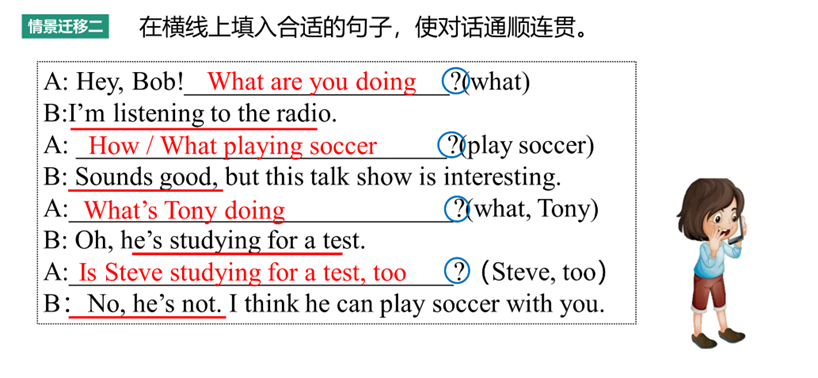 情景迁移二 在横线上填入合适的句子，使对话通顺连贯。
A: Hey, Bob! What are you doing ?(what)
B:I'm listening to the radio.
A: How / What playing soccer ?(play soccer)
B: Sounds good, but this talk show is interesting.
A: What's Tony doing ?(what, Tony)
B: Oh, he's studying for a test.
A: Is Steve studying for a test, too ?（Steve, too）
B： No, he's not. I think he can play soccer with you.